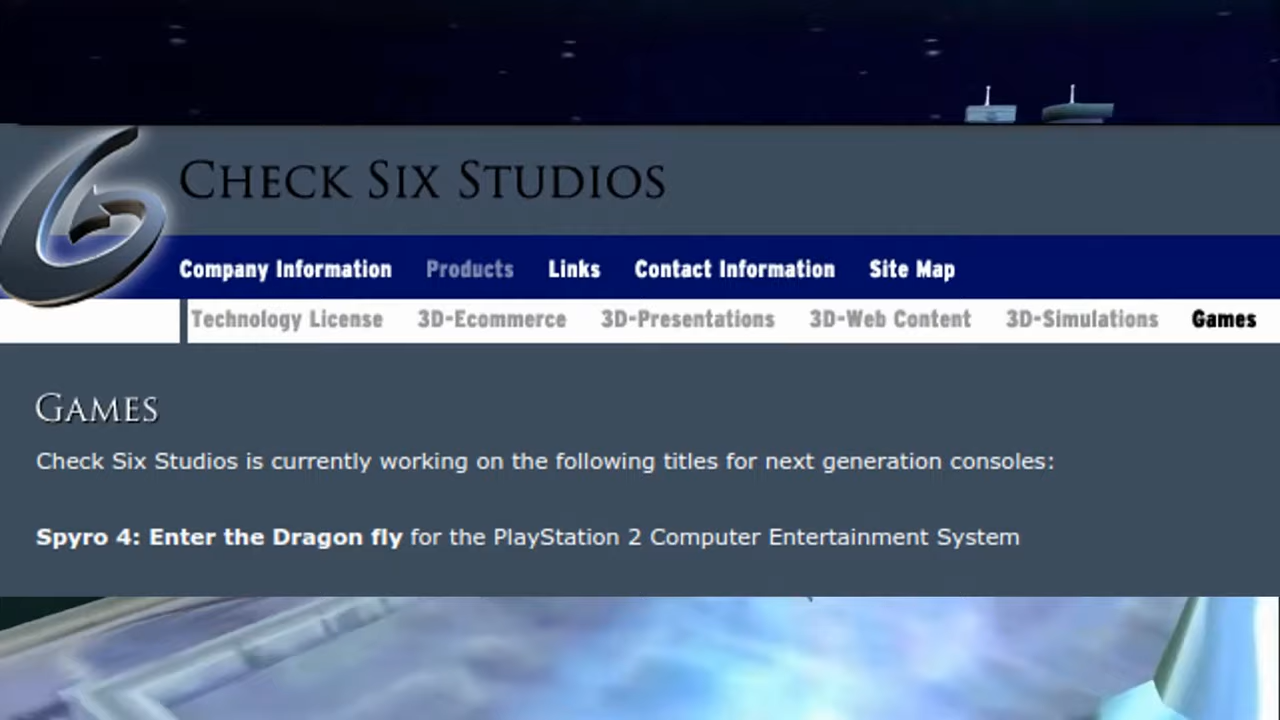 Check Six Studios
Company Information Products Links Contact Information Site Map
Technology License 3D-Ecommerce 3D-Presentations 3D-Web Content 3D-Simulations Games
Games
Check Six Studios is currently working on the following titles for next generation consoles:
Spyro 4: Enter the Dragon fly for the PlayStation 2 Computer Entertainment System